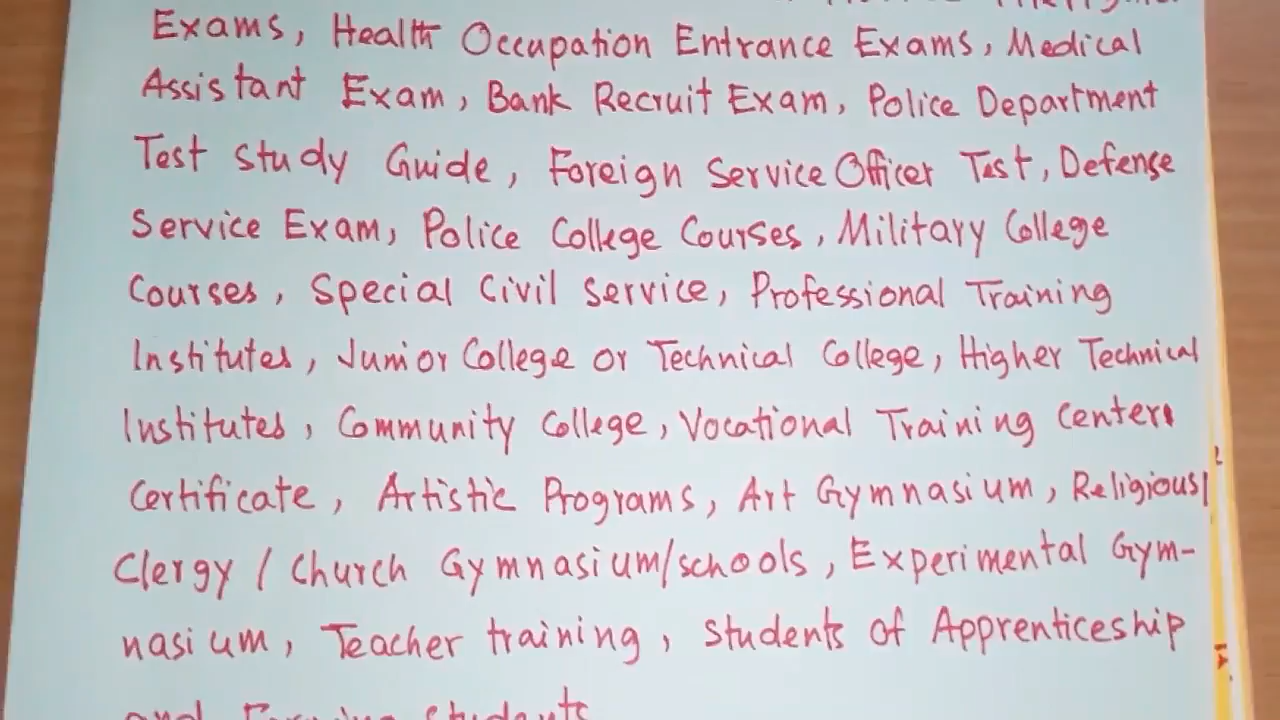 Exams, Health Occupation Entrance Exams, Medical
Assistant Exam, Bank Recruit Exam, Police Department
Test Study Guide, Foreign Service Officer Test, Defense
Service Exam, Police College Courses, Military College
Courses, Special Civil Service, Professional Training
Institutes, Junior College or Technical College, Higher Technical
Institutes, Community College, Vocational Training Center
Certificate, Artistic Programs, Art Gymnasium, Religious/
Clergy / Church Gymnasium/schools, Experimental Gym-
nasium, Teacher training, Students of Apprenticeship
and students